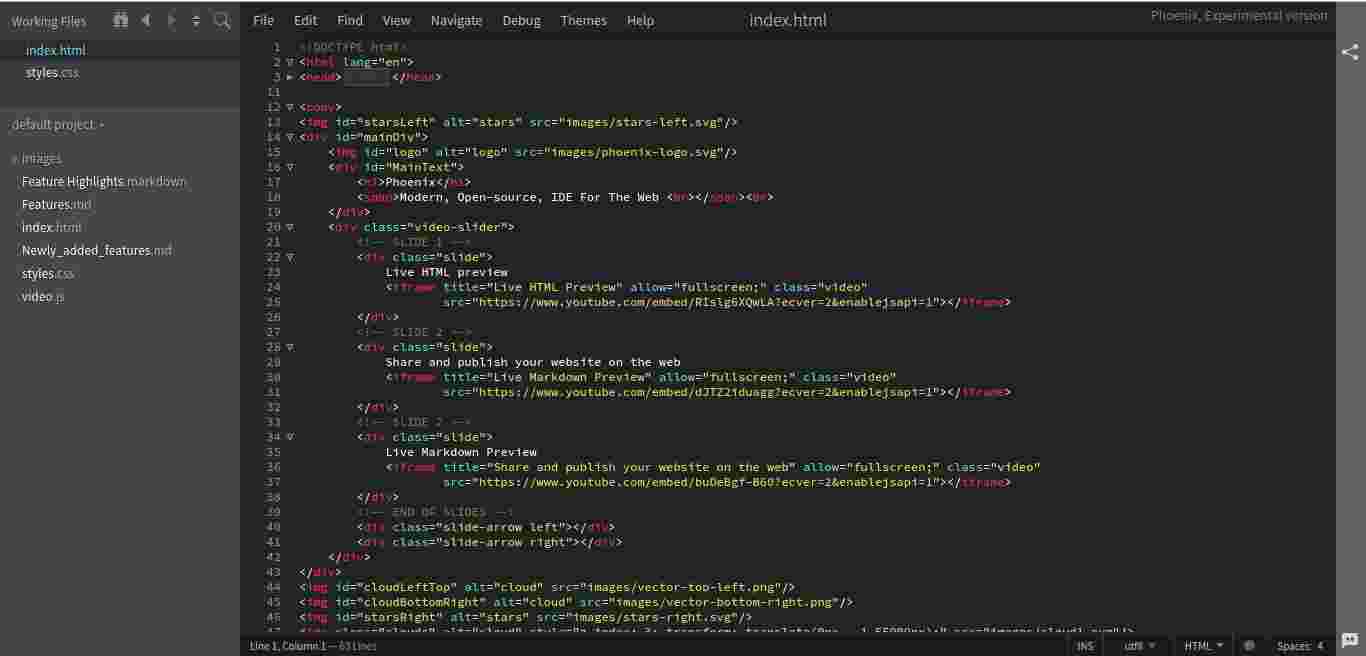 Working Files
File Edit Find View Navigate Debug Themes Help
index.html
Phoenix, Experimental version
index.html
styles.css
default project
images
Feature Highlights.markdown
Features.md
index.html
Newly_added_features.md
styles.css
video.js
1 <!DOCTYPE html>
2 <html lang="en">
3 <head> </head>
11
12 <body>
13 <img id="starsLeft" alt="stars" src="images/stars-left.svg"/>
14 <div id="mainDiv">
15 <img id="logo" alt="logo" src="images/phoenix-logo.svg"/>
16 <div id="MainText">
17 <h1>Phoenix</h1>
18 <span>Modern, Open-source, IDE For The Web <br></span><br>
19 </div>
20 <div class="video-slider">
21 <!-- SLIDE 1 -->
22 <div class="slide">
23 Live HTML preview
24 <iframe title="Live HTML Preview" allow="fullscreen;" class="video"
25 src="https://www.youtube.com/embed/RIslg6XQwLA?ecver=2&enablejsapi=1"></iframe>
26 </div>
27 <!-- SLIDE 2 -->
28 <div class="slide">
29 Share and publish your website on the web
30 <iframe title="Live Markdown Preview" allow="fullscreen;" class="video"
31 src="https://www.youtube.com/embed/dJTZ2iduagg?ecver=2&enablejsapi=1"></iframe>
32 </div>
33 <!-- SLIDE 2 -->
34 <div class="slide">
35 Live Markdown Preview
36 <iframe title="Share and publish your website on the web" allow="fullscreen;" class="video"
37 src="https://www.youtube.com/embed/buDeBgf-B60?ecver=2&enablejsapi=1"></iframe>
38 </div>
39 <!-- END OF SLIDES -->
40 <div class="slide-arrow left"></div>
41 <div class="slide-arrow right"></div>
42 </div>
43 </div>
44 <img id="cloudLeftTop" alt="cloud" src="images/vector-top-left.png"/>
45 <img id="cloudBottomRight" alt="cloud" src="images/vector-bottom-right.png"/>
46 <img id="starsRight" alt="stars" src="images/stars-right.svg"/>
Line 1, Column 1 — 63 Lines
INS utf8 HTML Spaces: 4